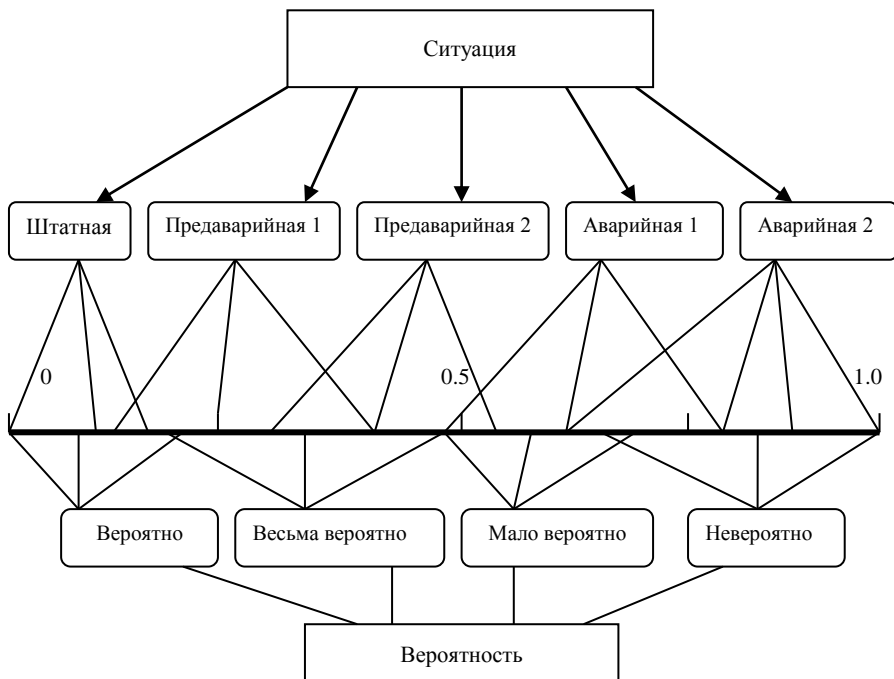 Ситуация
Штатная
Предаварийная 1
Предаварийная 2
Аварийная 1
Аварийная 2
0
0.5
1.0
Вероятно
Весьма вероятно
Мало вероятно
Невероятно
Вероятность